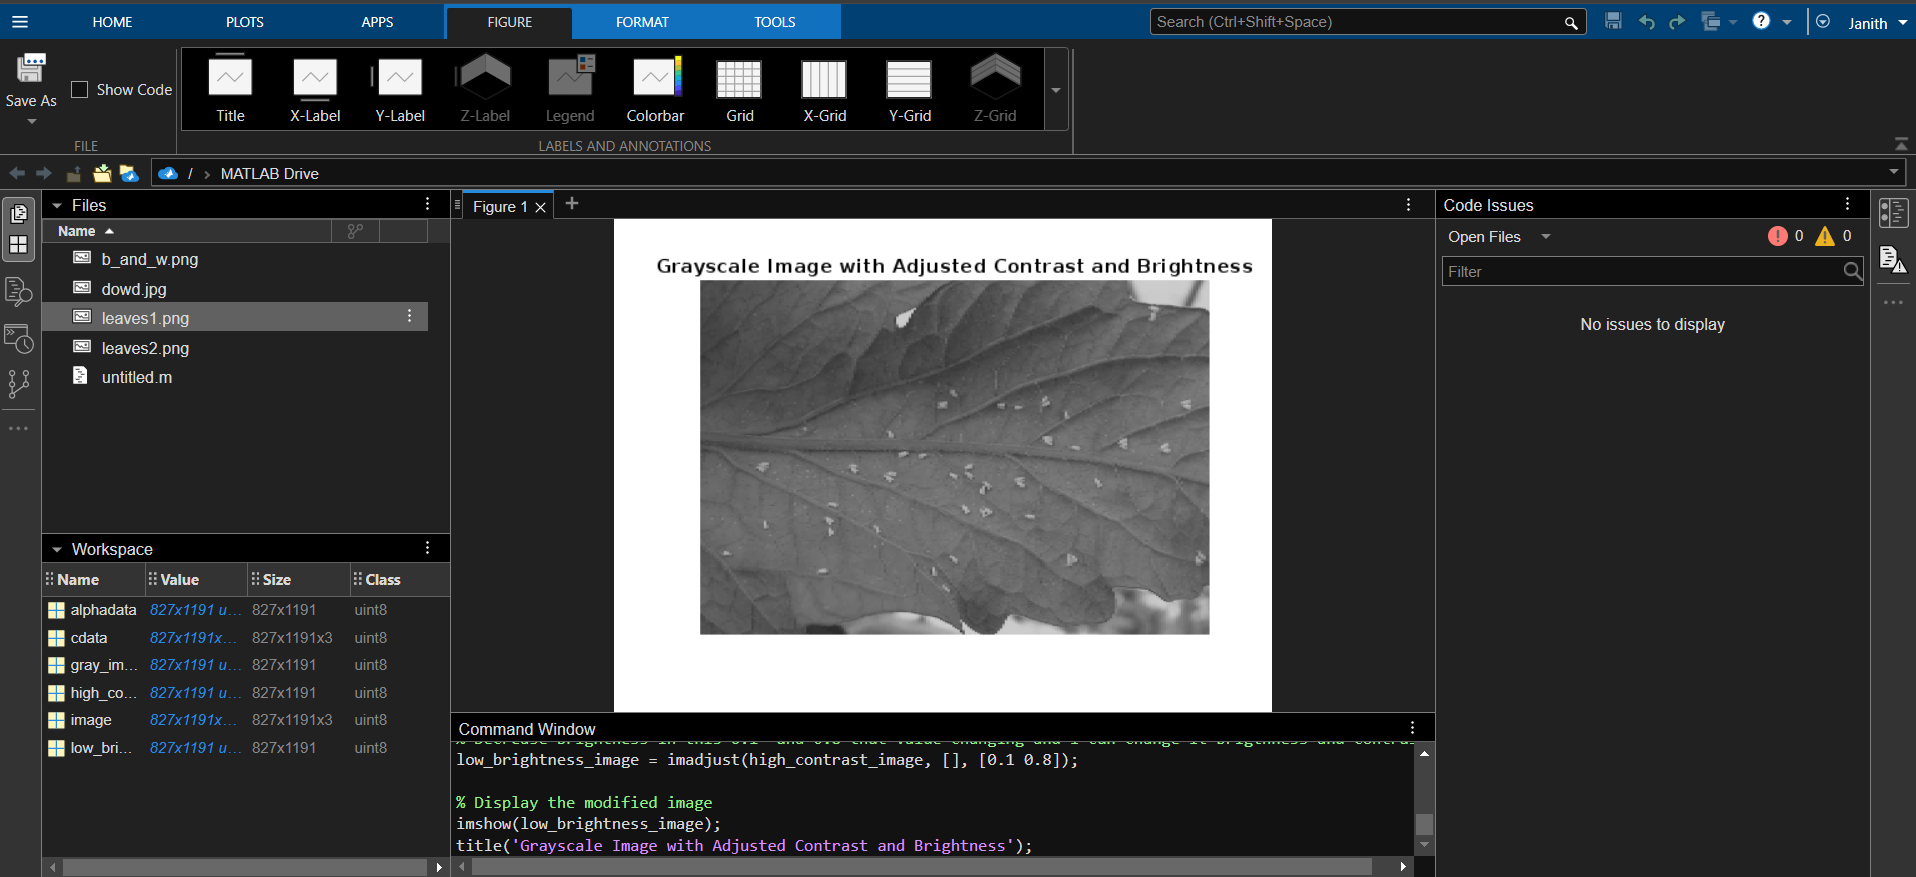 HOME PLOTS APPS FIGURE FORMAT TOOLS Search (Ctrl+Shift+Space) ? Janith
Save As
Show Code
Title X-Label Y-Label Z-Label Legend Colorbar Grid X-Grid Y-Grid Z-Grid
FILE LABELS AND ANNOTATIONS
/ › MATLAB Drive
Files
Name
b_and_w.png
dowd.jpg
leaves1.png
leaves2.png
untitled.m
Workspace
Name Value Size Class
alphadata 827x1191 u... 827x1191 uint8
cdata 827x1191x... 827x1191x3 uint8
gray_im... 827x1191 u... 827x1191 uint8
high_co... 827x1191 u... 827x1191 uint8
image 827x1191x... 827x1191x3 uint8
low_bri... 827x1191 u... 827x1191 uint8
Figure 1
Grayscale Image with Adjusted Contrast and Brightness
Command Window
low_brightness_image = imadjust(high_contrast_image, [], [0.1 0.8]);
% Display the modified image
imshow(low_brightness_image);
title('Grayscale Image with Adjusted Contrast and Brightness');
Code Issues
Open Files 0 0
Filter
No issues to display